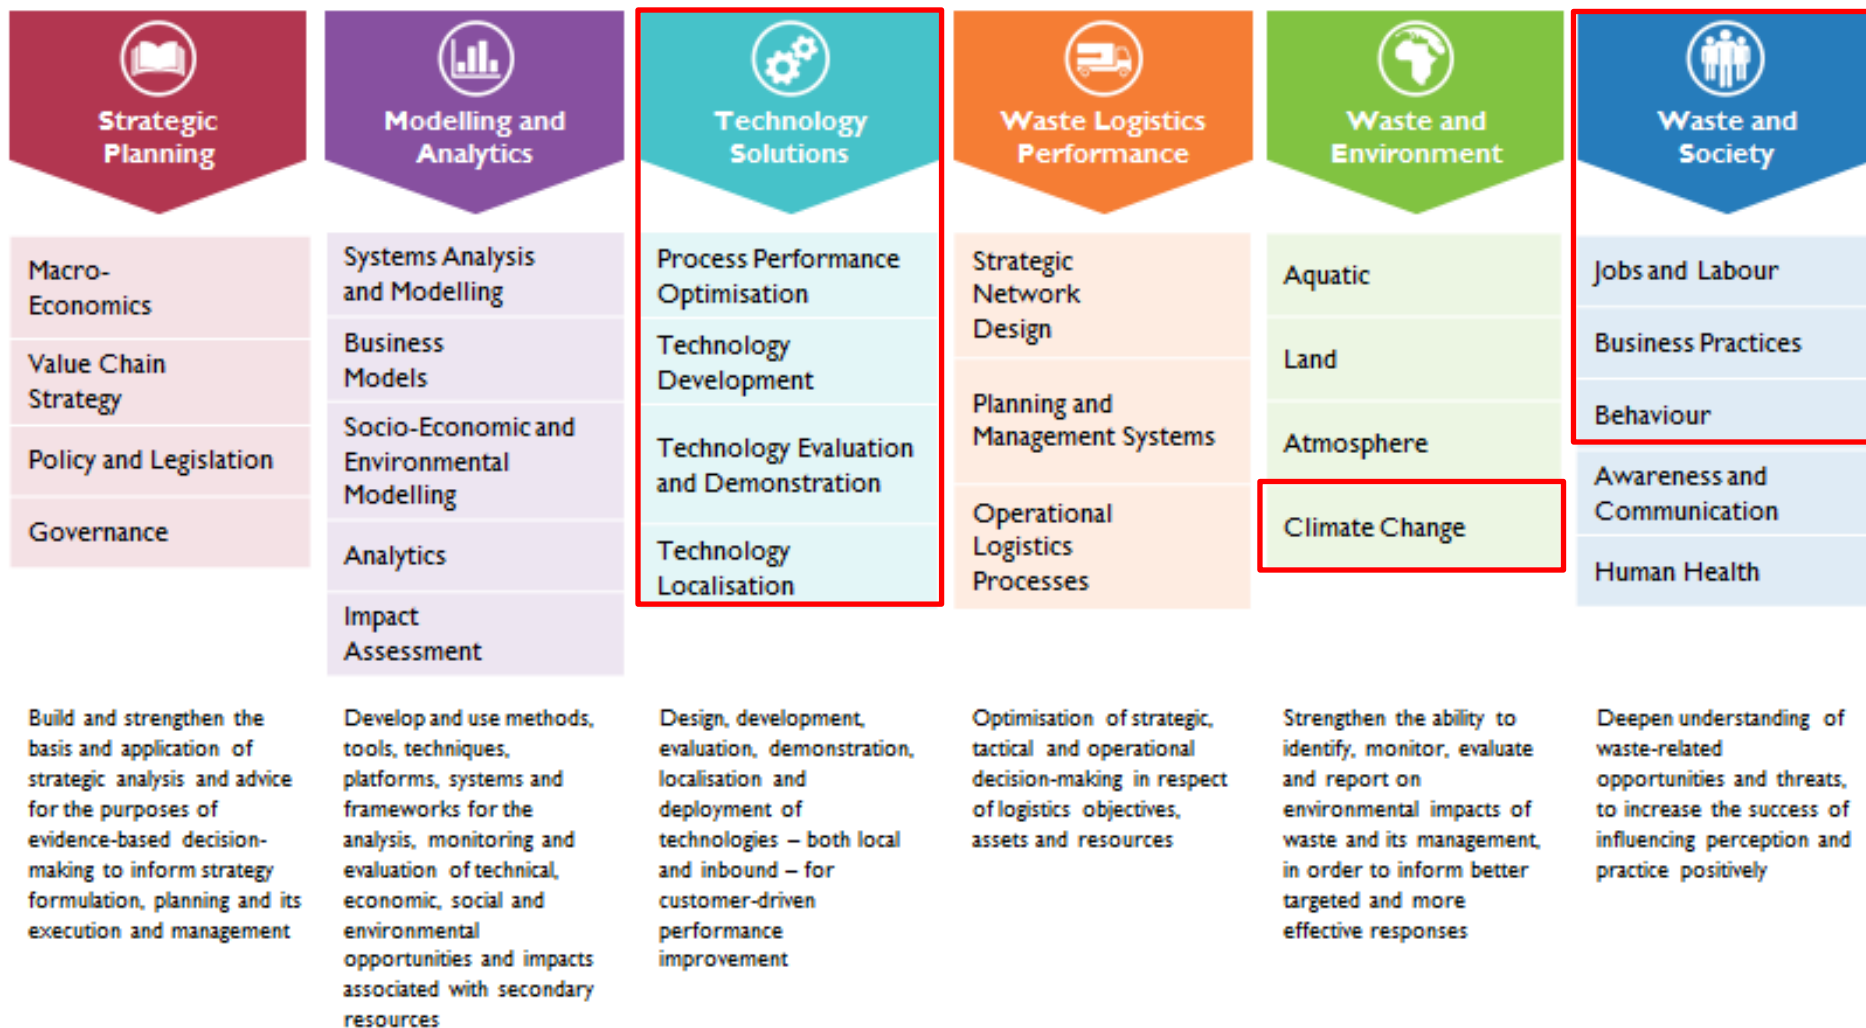 Strategic
Planning
Macro-
Economics
Value Chain
Strategy
Policy and Legislation
Governance
Build and strengthen the
basis and application of
strategic analysis and advice
for the purposes of
evidence-based decision-
making to inform strategy
formulation, planning and its
execution and management
Modelling and
Analytics
Systems Analysis
and Modelling
Business
Models
Socio-Economic and
Environmental
Modelling
Analytics
Impact
Assessment
Develop and use methods,
tools, techniques,
platforms, systems and
frameworks for the
analysis, monitoring and
evaluation of technical,
economic, social and
environmental
opportunities and impacts
associated with secondary
resources
Technology
Solutions
Process Performance
Optimisation
Technology
Development
Technology Evaluation
and Demonstration
Technology
Localisation
Design, development,
evaluation, demonstration,
localisation and
deployment of
technologies – both local
and inbound – for
customer-driven
performance
improvement
Waste Logistics
Performance
Strategic
Network
Design
Planning and
Management Systems
Operational
Logistics
Processes
Optimisation of strategic,
tactical and operational
decision-making in respect
of logistics objectives,
assets and resources
Waste and
Environment
Aquatic
Land
Atmosphere
Climate Change
Strengthen the ability to
identify, monitor, evaluate
and report on
environmental impacts of
waste and its management,
in order to inform better
targeted and more
effective responses
Waste and
Society
Jobs and Labour
Business Practices
Behaviour
Awareness and
Communication
Human Health
Deepen understanding of
waste-related
opportunities and threats,
to increase the success of
influencing perception and
practice positively